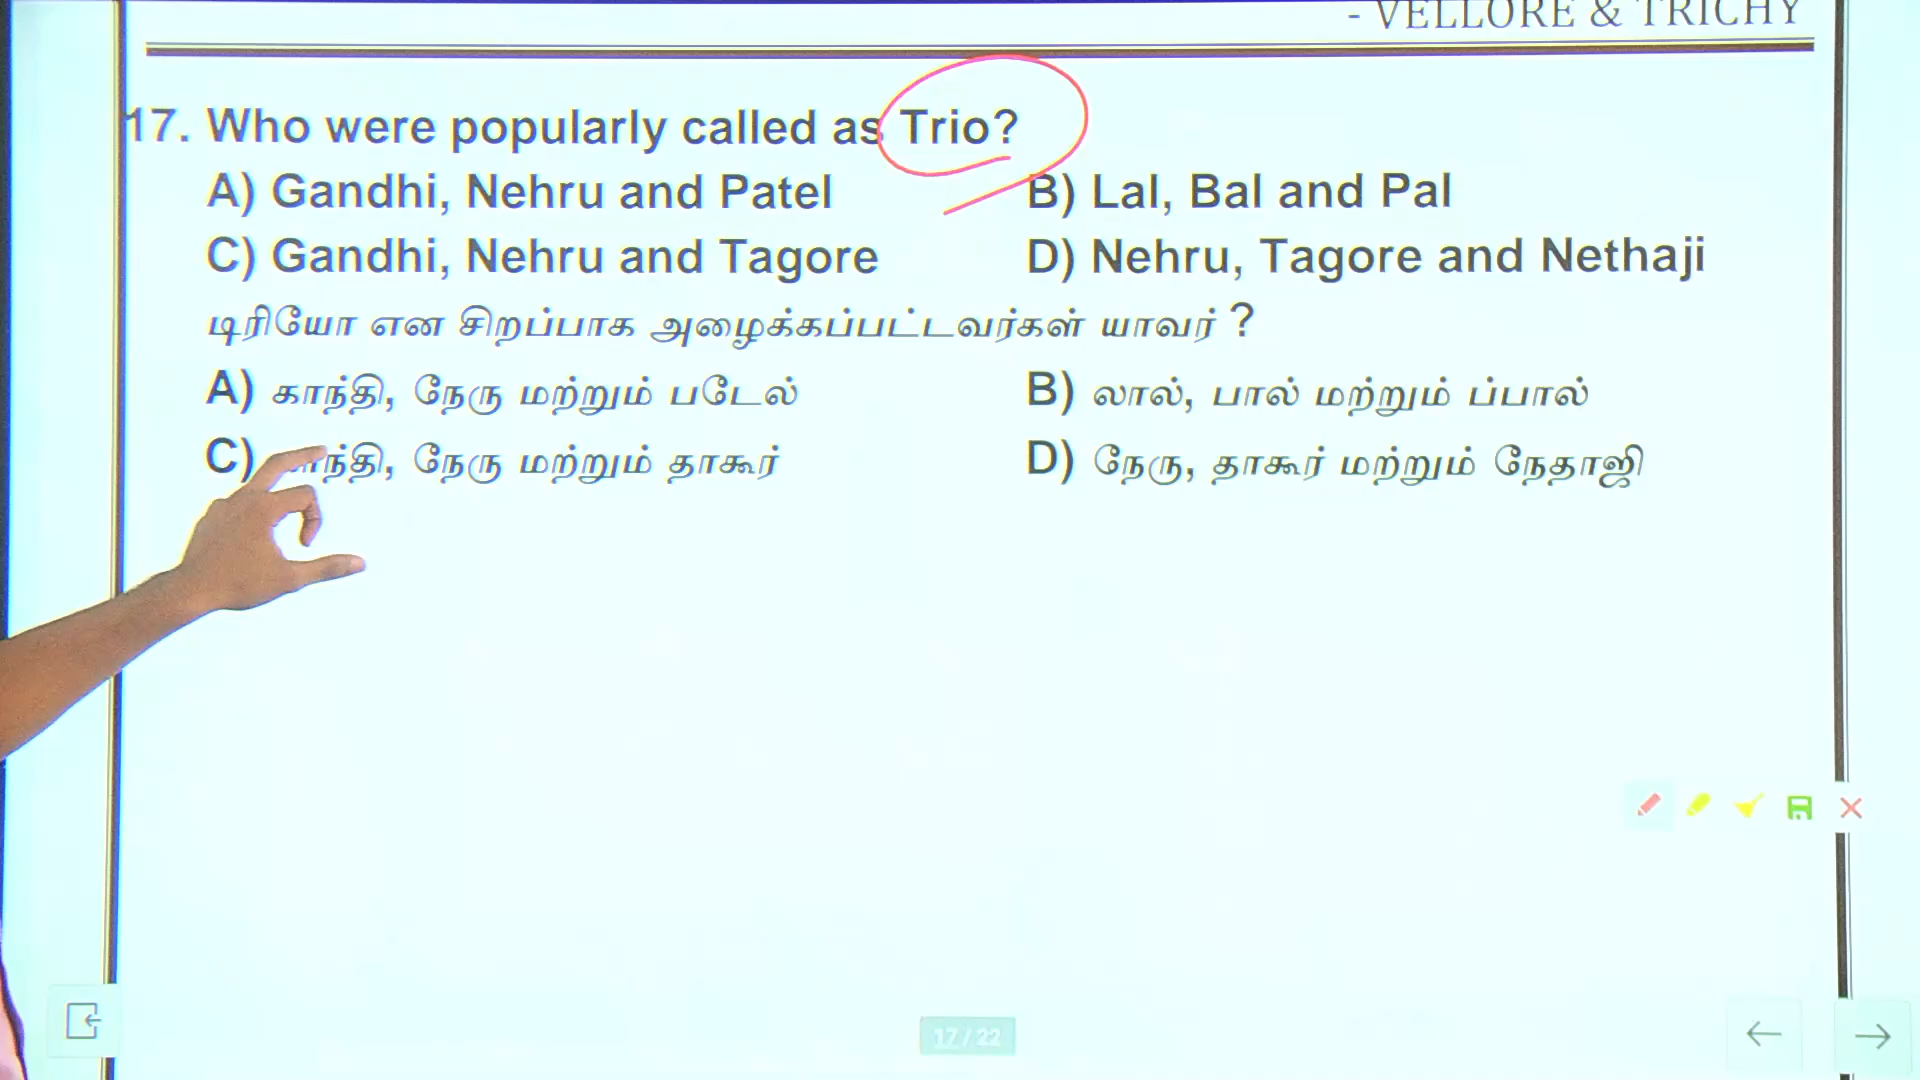 - VELLORE & TRICHY
17. Who were popularly called as Trio?
A) Gandhi, Nehru and Patel B) Lal, Bal and Pal
C) Gandhi, Nehru and Tagore D) Nehru, Tagore and Nethaji
டிரியோ என சிறப்பாக அழைக்கப்பட்டவர்கள் யாவர் ?
A) காந்தி, நேரு மற்றும் படேல் B) லால், பால் மற்றும் ப்பால்
C) நேரு மற்றும் தாகூர் D) நேரு, தாகூர் மற்றும் நேதாஜி
17 / 22